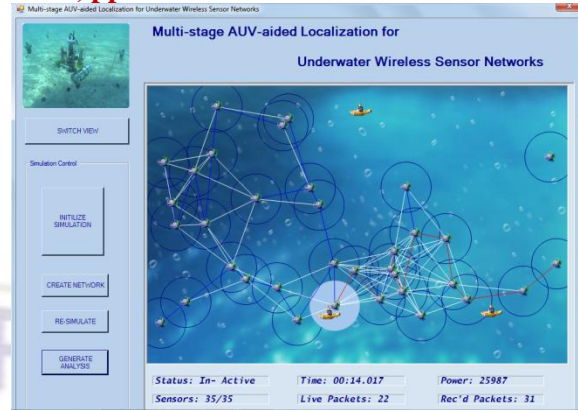 Multi-stage AUV-aided Localization for Underwater Wireless Sensor Networks
Multi-stage AUV-aided Localization for
Underwater Wireless Sensor Networks
SWITCH VIEW
Simulation Control
INITILIZE
SIMULATION
CREATE NETWORK
RE-SIMULATE
GENERATE
ANALYSIS
Status: In- Active
Time: 00:14.017
Power: 25987
Sensors: 35/35
Live Packets: 22
Rec'd Packets: 31